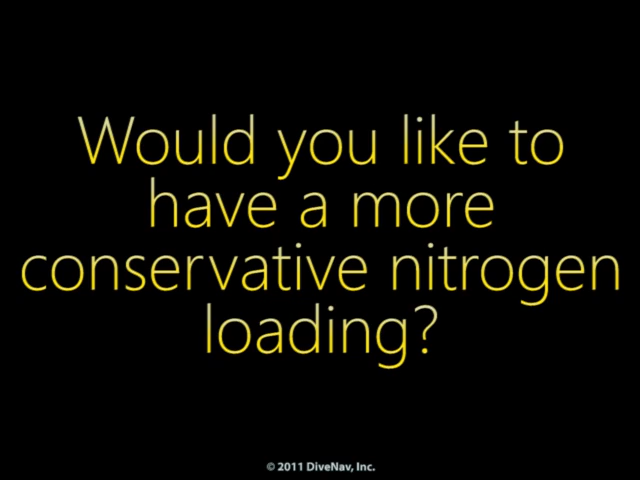 Would you like to
have a more
conservative nitrogen
loading?
© 2011 DiveNav, Inc.